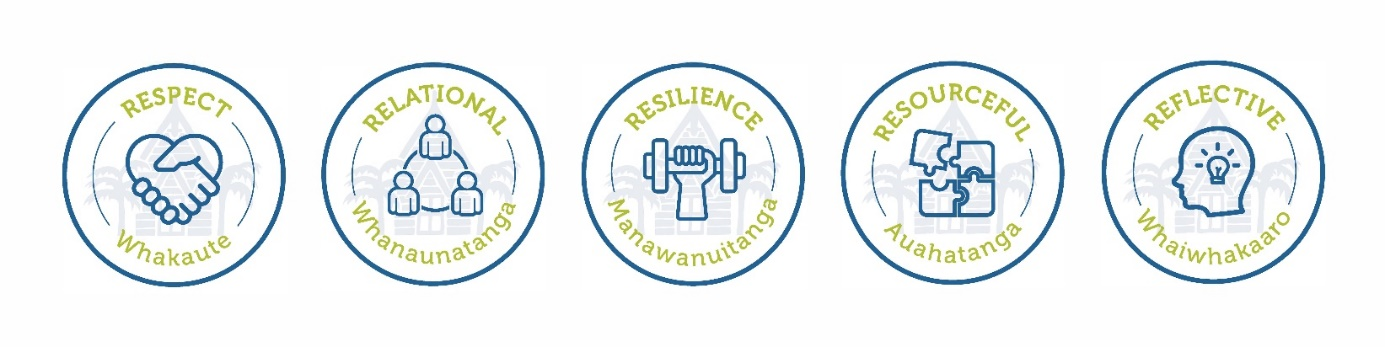 RESPECT
Whakaute
RELATIONAL
Whanaunatanga
RESILIENCE
Manawanuitanga
RESOURCEFUL
Auahatanga
REFLECTIVE
Whaiwhakaaro